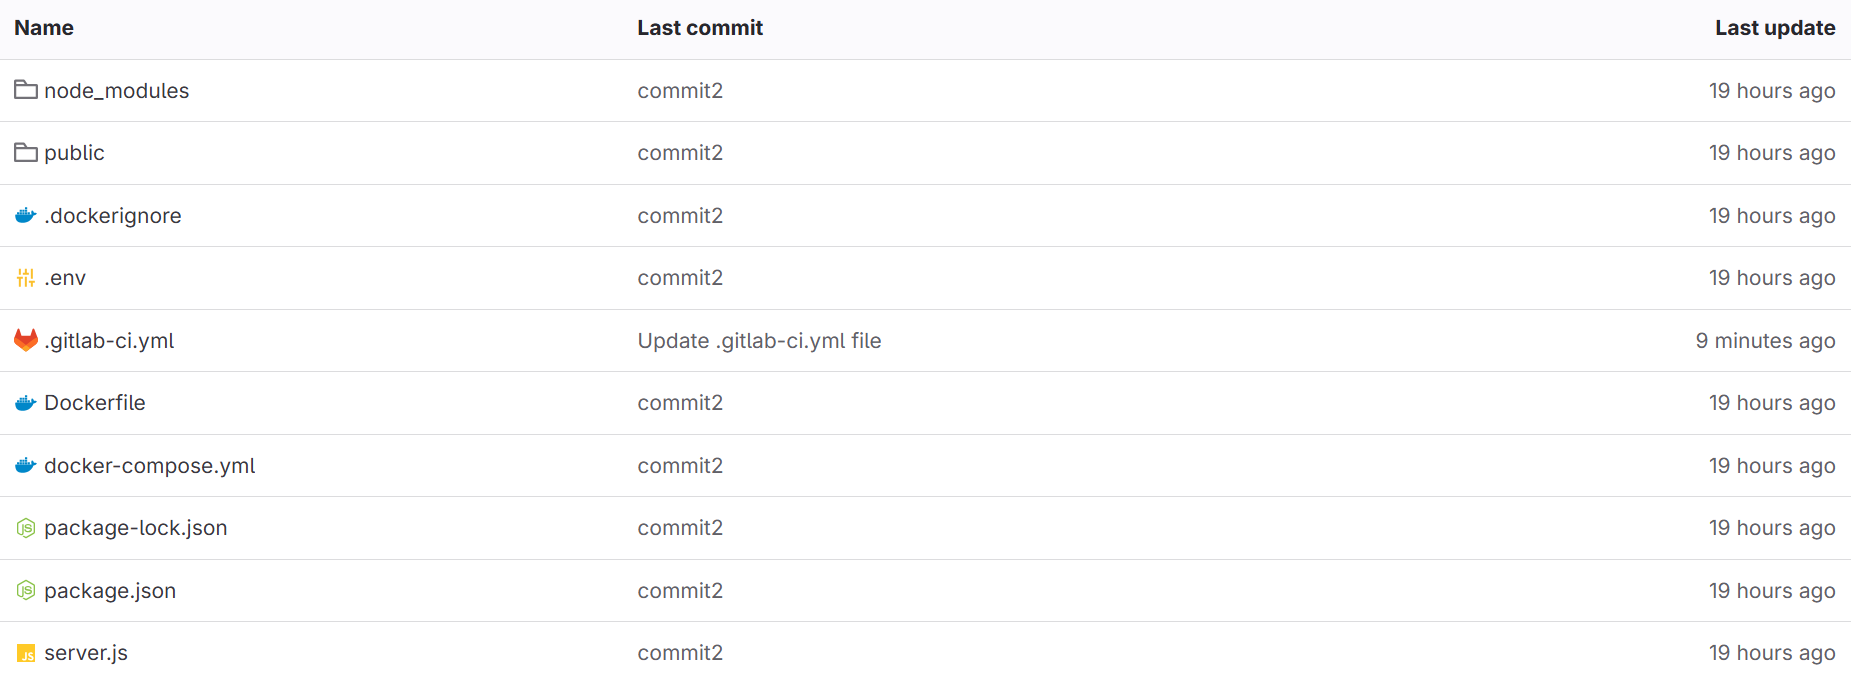 Name Last commit Last update
node_modules commit2 19 hours ago
public commit2 19 hours ago
.dockerignore commit2 19 hours ago
.env commit2 19 hours ago
.gitlab-ci.yml Update .gitlab-ci.yml file 9 minutes ago
Dockerfile commit2 19 hours ago
docker-compose.yml commit2 19 hours ago
package-lock.json commit2 19 hours ago
package.json commit2 19 hours ago
server.js commit2 19 hours ago